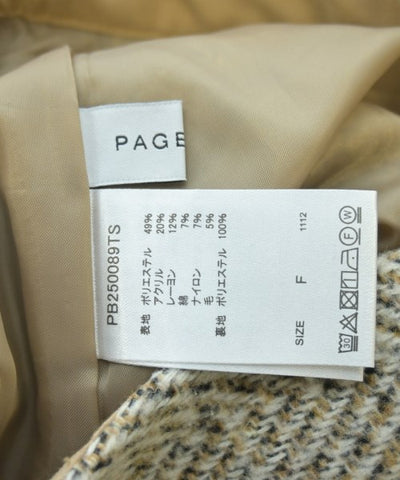 PAGE
PB250089TS
表地 ポリエステル 49%
アクリル 20%
レーヨン 12%
綿 7%
ナイロン 7%
毛 5%
裏地 ポリエステル 100%
SIZE F 1112
30
F
W